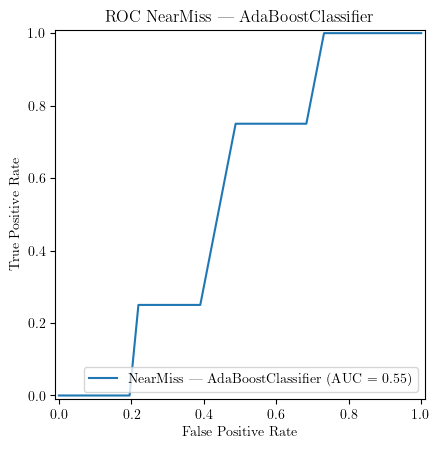 ROC NearMiss — AdaBoostClassifier
1.0
0.8
0.6
0.4
0.2
0.0
True Positive Rate
NearMiss — AdaBoostClassifier (AUC = 0.55)
0.0 0.2 0.4 0.6 0.8 1.0
False Positive Rate